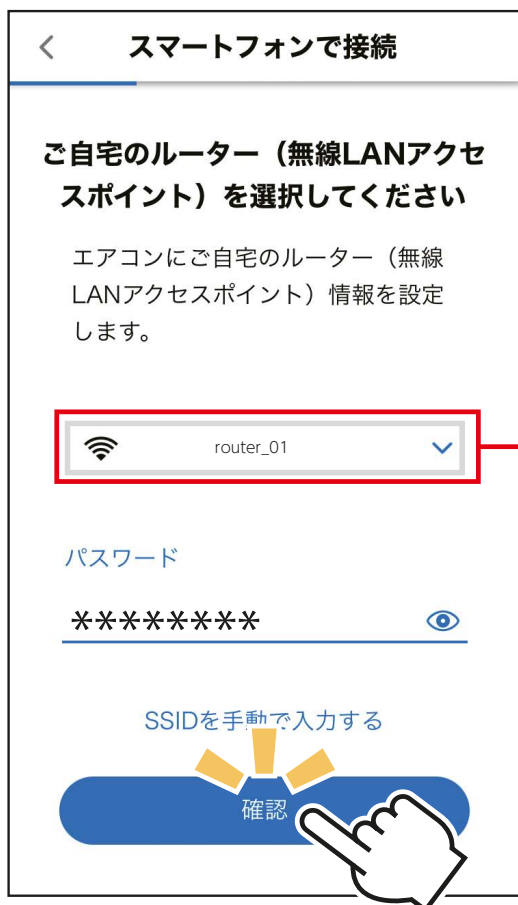 スマートフォンで接続
ご自宅のルーター（無線LANアクセ
スポイント）を選択してください
エアコンにご自宅のルーター（無線
LANアクセスポイント）情報を設定
します。
router_01
パスワード
********
SSIDを手動で入力する
確認